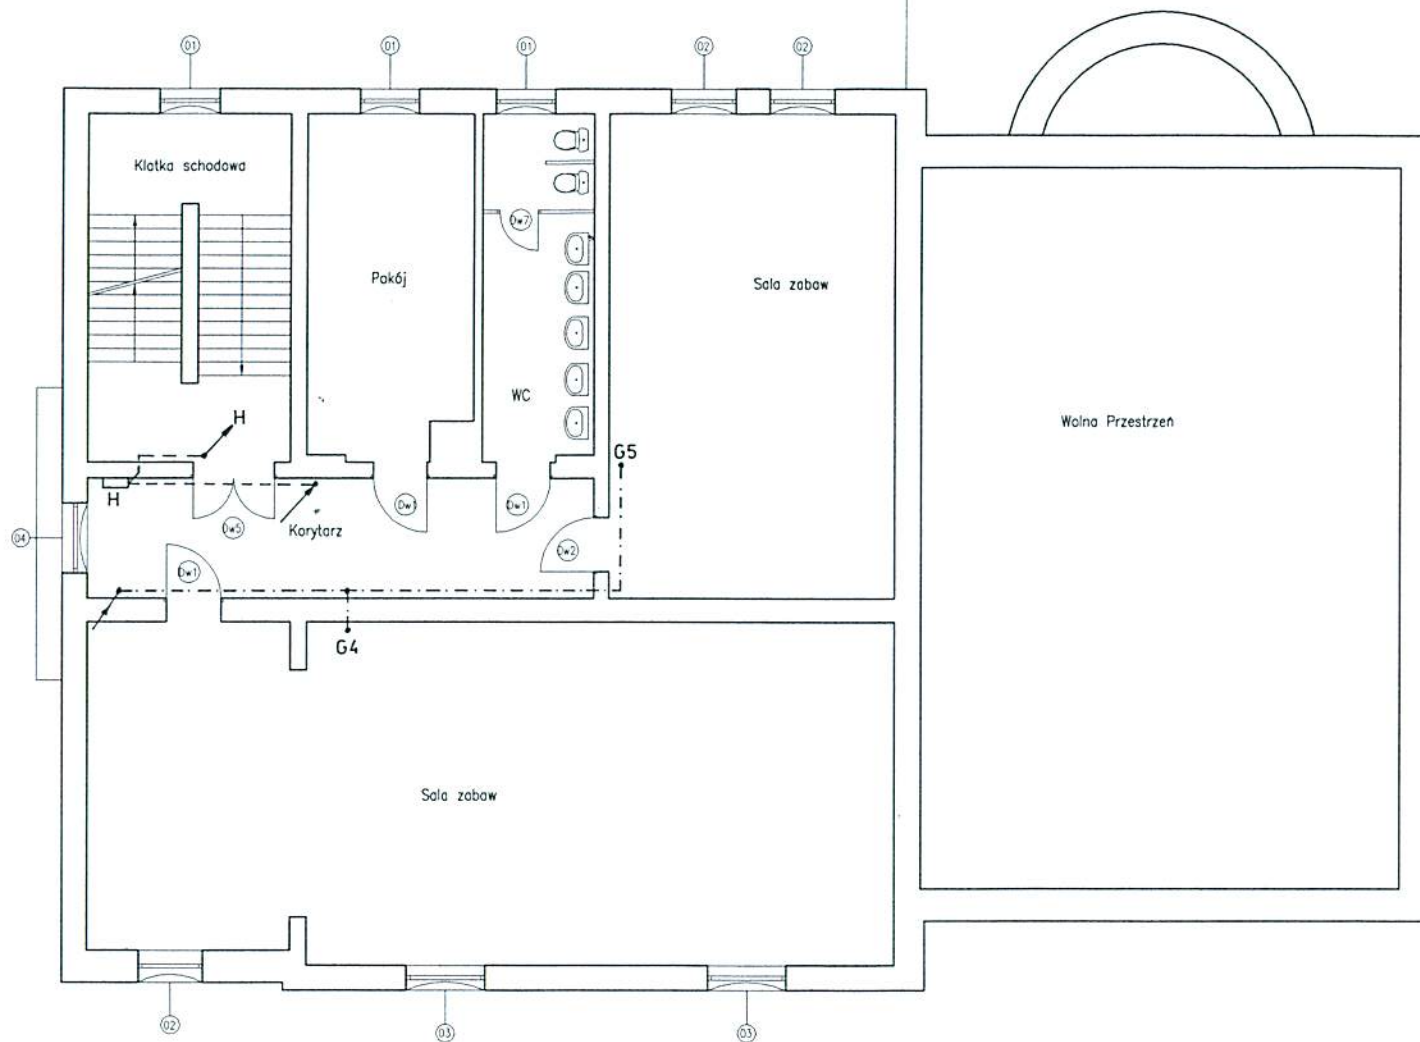 01 01 01 02 02
Klatka schodowa
Dw7
Pokój
Sala zabaw
WC
Wolna Przestrzeń
H
G5
H
Dw1 Dw1
Korytarz
Dw5
04
Dw2
Dw1
G4
Sala zabaw
02 03 03